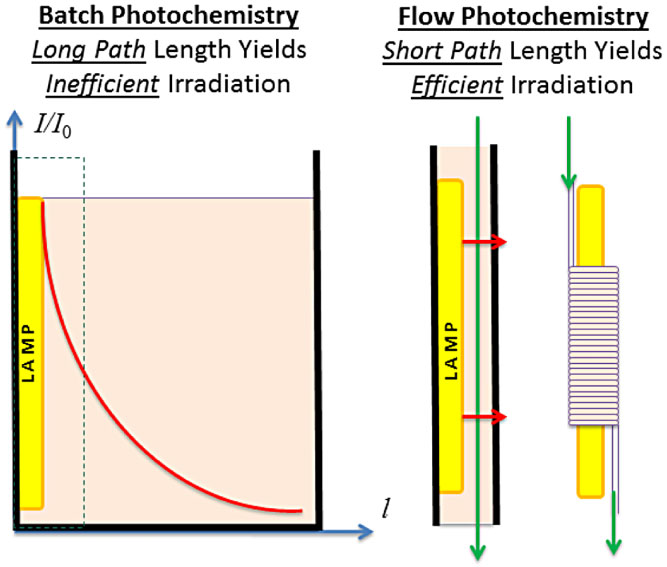 Batch Photochemistry
Long Path Length Yields
Inefficient Irradiation
Flow Photochemistry
Short Path Length Yields
Efficient Irradiation
I/I0
LAMP
l
LAMP